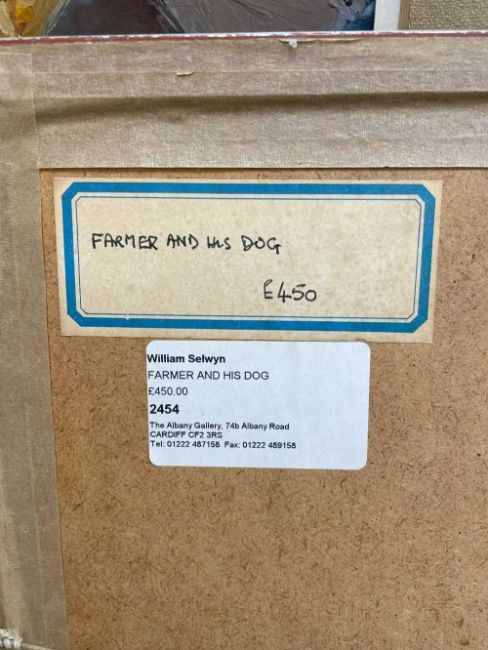 FARMER AND HIS DOG
£450
William Selwyn
FARMER AND HIS DOG
£450.00
2454
The Albany Gallery, 74b Albany Road
CARDIFF CF2 3RS
Tel: 01222 487158 Fax: 01222 489158